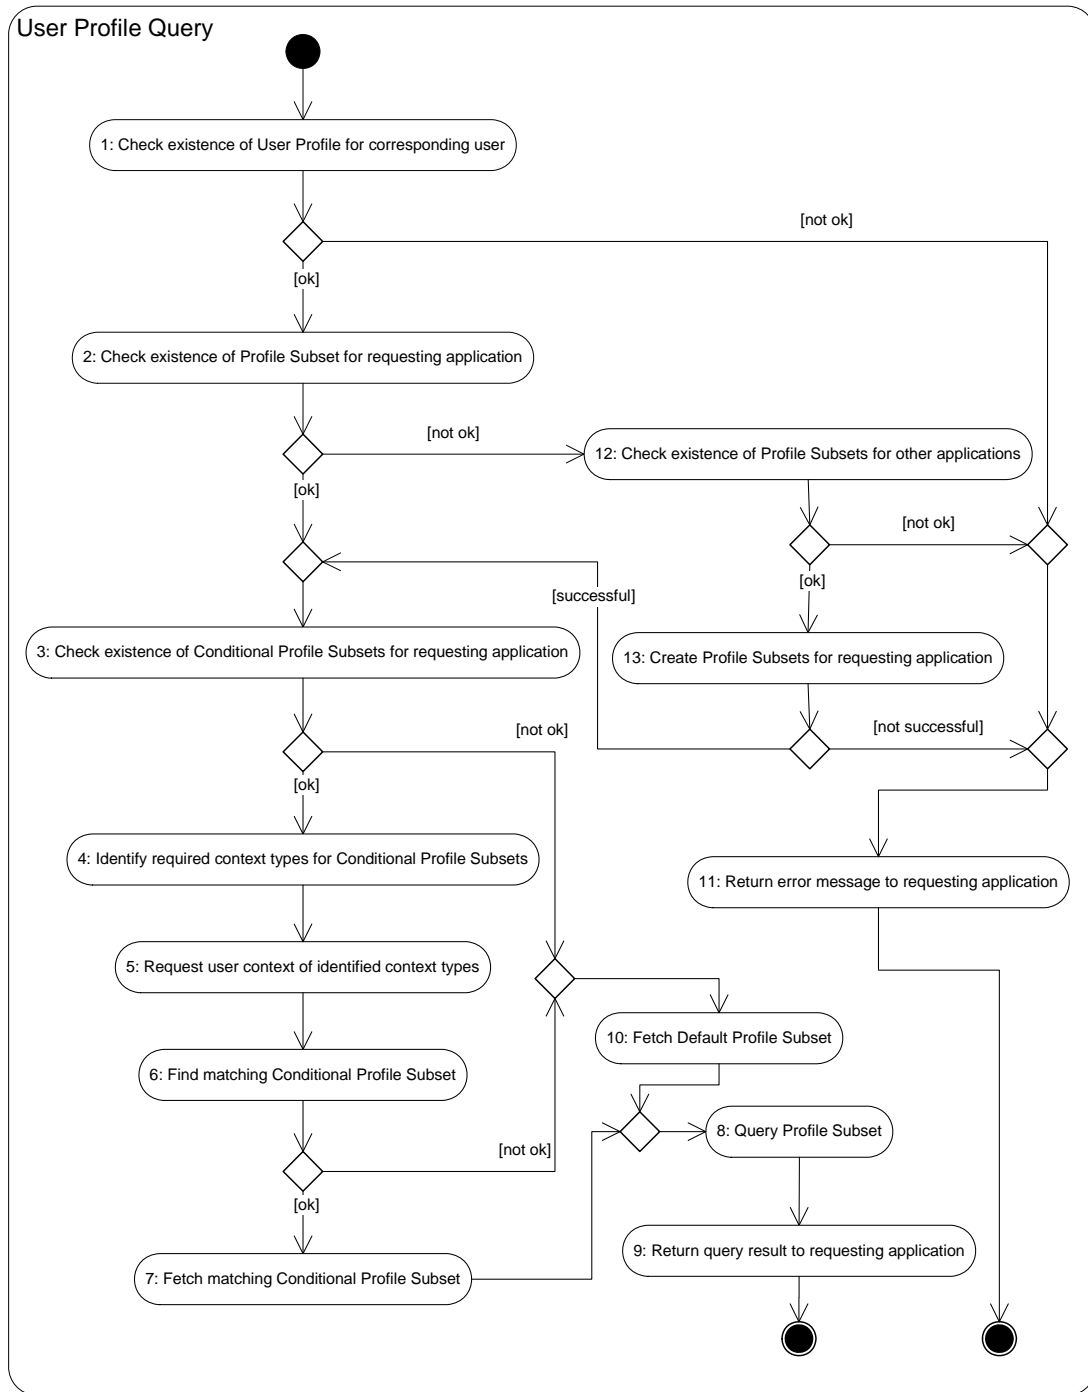 User Profile Query
1: Check existence of User Profile for corresponding user
[not ok]
[ok]
2: Check existence of Profile Subset for requesting application
[not ok]
12: Check existence of Profile Subsets for other applications
[ok]
[not ok]
[ok]
[successful]
3: Check existence of Conditional Profile Subsets for requesting application
13: Create Profile Subsets for requesting application
[not ok]
[not successful]
[ok]
4: Identify required context types for Conditional Profile Subsets
11: Return error message to requesting application
5: Request user context of identified context types
10: Fetch Default Profile Subset
6: Find matching Conditional Profile Subset
8: Query Profile Subset
[not ok]
[ok]
9: Return query result to requesting application
7: Fetch matching Conditional Profile Subset